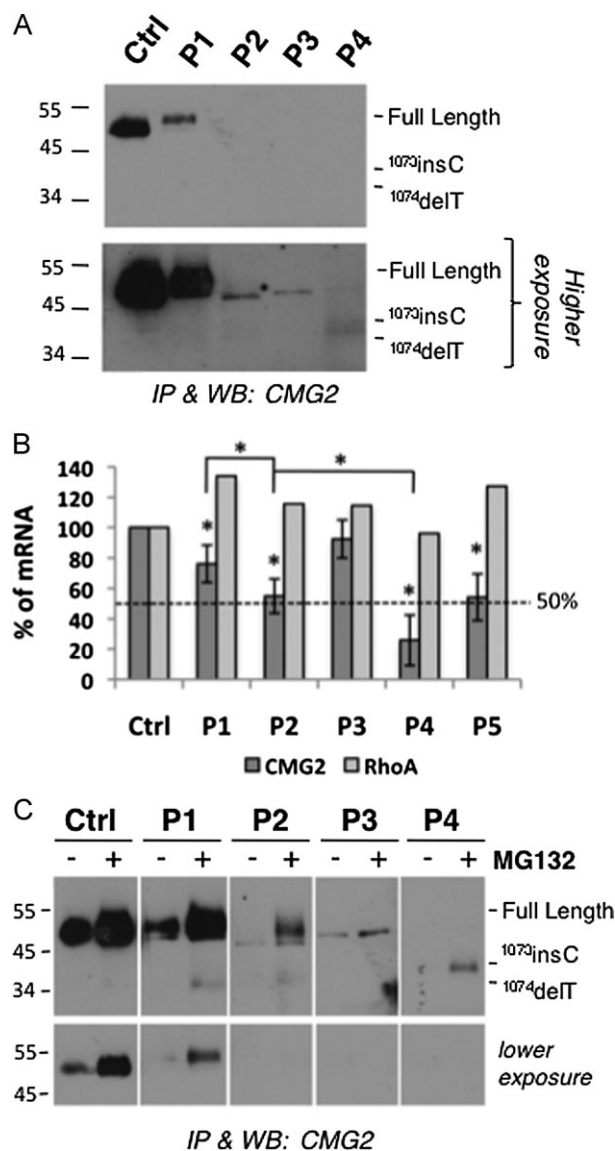 A
Ctrl P1 P2 P3 P4
55
45
34
Full Length
1073insC
1074delT
55
45
34
Full Length
1073insC
1074delT
Higher exposure
IP & WB: CMG2
B
% of mRNA
140
120
100
80
60
40
20
0
* *
* * * *
50%
Ctrl P1 P2 P3 P4 P5
CMG2 RhoA
C
Ctrl P1 P2 P3 P4
- + - + - + - + - + MG132
55
45
34
Full Length
1073insC
1074delT
55
45
lower exposure
IP & WB: CMG2